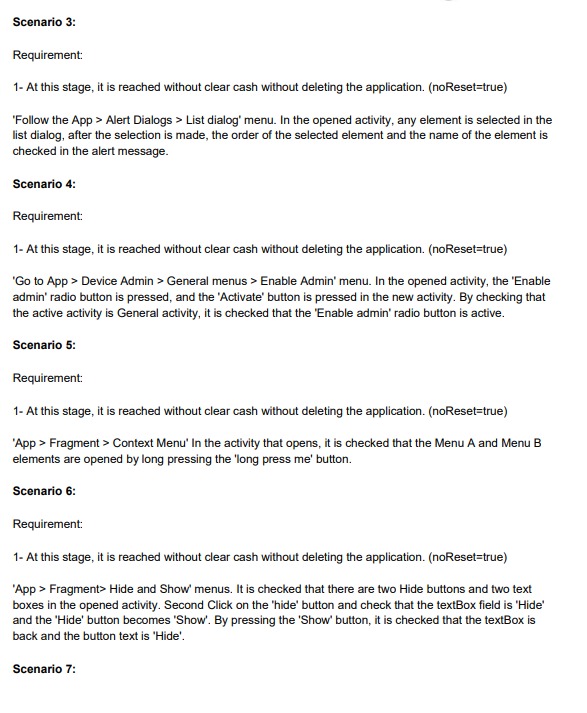 Scenario 3:
Requirement:
1- At this stage, it is reached without clear cash without deleting the application. (noReset=true)
'Follow the App > Alert Dialogs > List dialog' menu. In the opened activity, any element is selected in the
list dialog, after the selection is made, the order of the selected element and the name of the element is
checked in the alert message.
Scenario 4:
Requirement:
1- At this stage, it is reached without clear cash without deleting the application. (noReset=true)
'Go to App > Device Admin > General menus > Enable Admin' menu. In the opened activity, the 'Enable
admin' radio button is pressed, and the 'Activate' button is pressed in the new activity. By checking that
the active activity is General activity, it is checked that the 'Enable admin' radio button is active.
Scenario 5:
Requirement:
1- At this stage, it is reached without clear cash without deleting the application. (noReset=true)
'App > Fragment > Context Menu' In the activity that opens, it is checked that the Menu A and Menu B
elements are opened by long pressing the 'long press me' button.
Scenario 6:
Requirement:
1- At this stage, it is reached without clear cash without deleting the application. (noReset=true)
'App > Fragment> Hide and Show' menus. It is checked that there are two Hide buttons and two text
boxes in the opened activity. Second Click on the 'hide' button and check that the textBox field is 'Hide'
and the 'Hide' button becomes 'Show'. By pressing the 'Show' button, it is checked that the textBox is
back and the button text is 'Hide'.
Scenario 7: